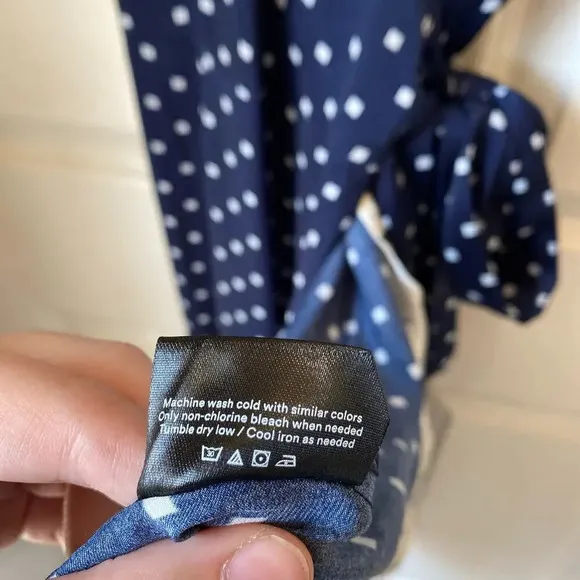 Machine wash cold with similar colors
Only non-chlorine bleach when needed
Tumble dry low / Cool iron as needed
30